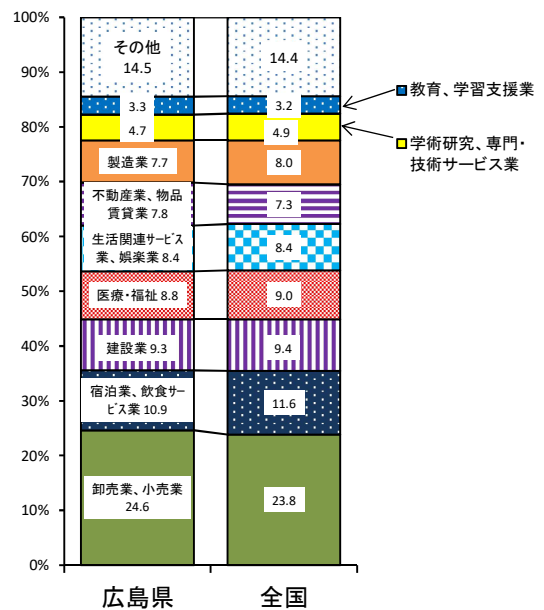 100%
90%
80%
70%
60%
50%
40%
30%
20%
10%
0%
その他
14.5
3.3
4.7
製造業 7.7
不動産業、物品
賃貸業 7.8
生活関連サービス
業、娯楽業 8.4
医療・福祉 8.8
建設業 9.3
宿泊業、飲食サー
ビス業 10.9
卸売業、小売業
24.6
14.4
3.2
4.9
8.0
7.3
8.4
9.0
9.4
11.6
23.8
教育、学習支援業
学術研究、専門・
技術サービス業
広島県
全国